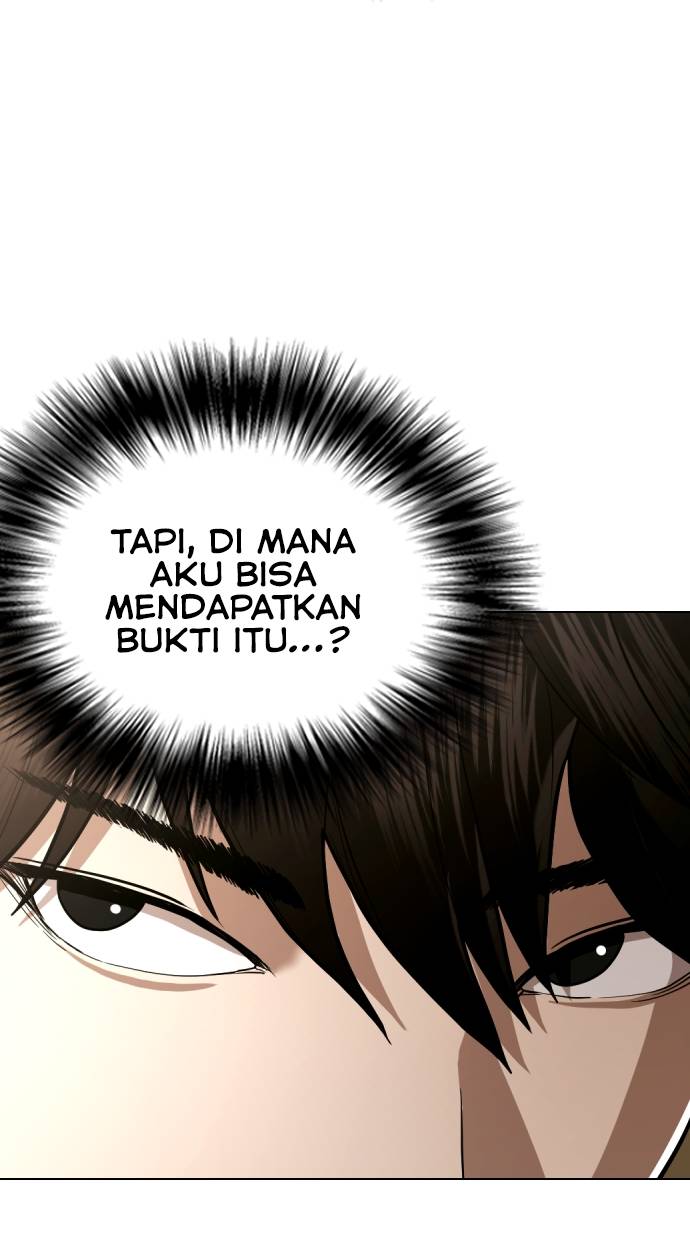 TAPI, DI MANA
AKU BISA
MENDAPATKAN
BUKTI ITU...?